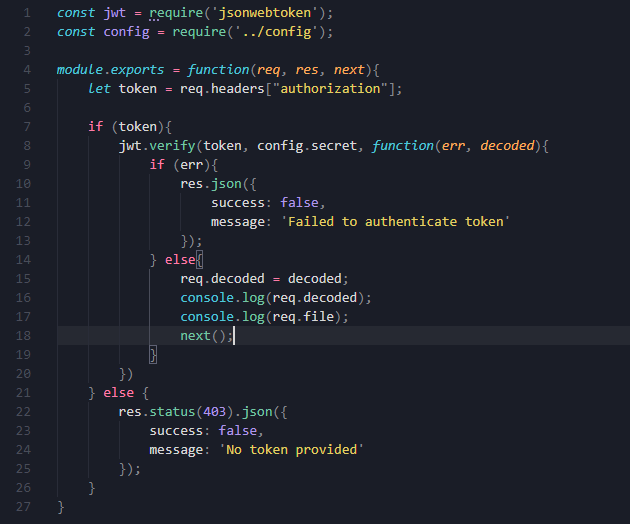 1 const jwt = require('jsonwebtoken');
2 const config = require('../config');
3
4 module.exports = function(req, res, next){
5     let token = req.headers["authorization"];
6
7     if (token){
8         jwt.verify(token, config.secret, function(err, decoded){
9             if (err){
10                 res.json({
11                     success: false,
12                     message: 'Failed to authenticate token'
13                 });
14             } else{
15                 req.decoded = decoded;
16                 console.log(req.decoded);
17                 console.log(req.file);
18                 next();
19             }
20         })
21     } else {
22         res.status(403).json({
23             success: false,
24             message: 'No token provided'
25         });
26     }
27 }